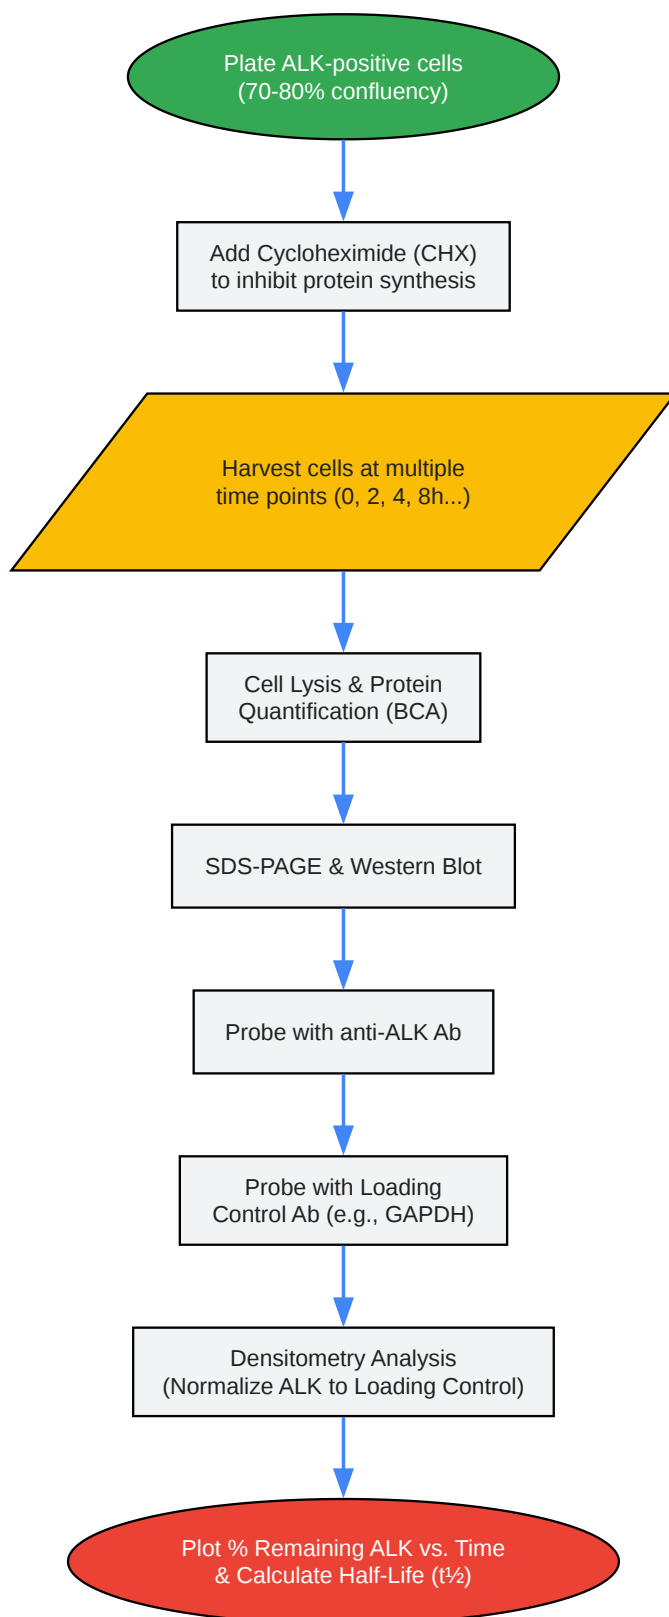 Plate ALK-positive cells
(70-80% confluency)
Add Cycloheximide (CHX)
to inhibit protein synthesis
Harvest cells at multiple
time points (0, 2, 4, 8h...)
Cell Lysis & Protein
Quantification (BCA)
SDS-PAGE & Western Blot
Probe with anti-ALK Ab
Probe with Loading
Control Ab (e.g., GAPDH)
Densitometry Analysis
(Normalize ALK to Loading Control)
Plot % Remaining ALK vs. Time
& Calculate Half-Life (t½)